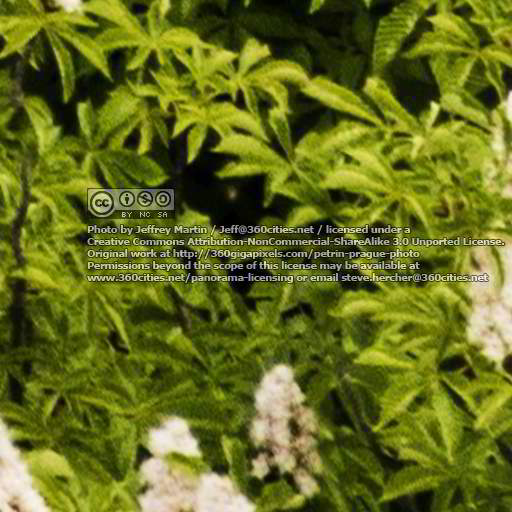 cc BY NC SA
Photo by Jeffrey Martin / Jeff@360cities.net / licensed under a
Creative Commons Attribution-NonCommercial-ShareAlike 3.0 Unported License.
Original work at http://360gigapixels.com/petrin-prague-photo
Permissions beyond the scope of this license may be available at
www.360cities.net/panorama-licensing or email steve.hercher@360cities.net